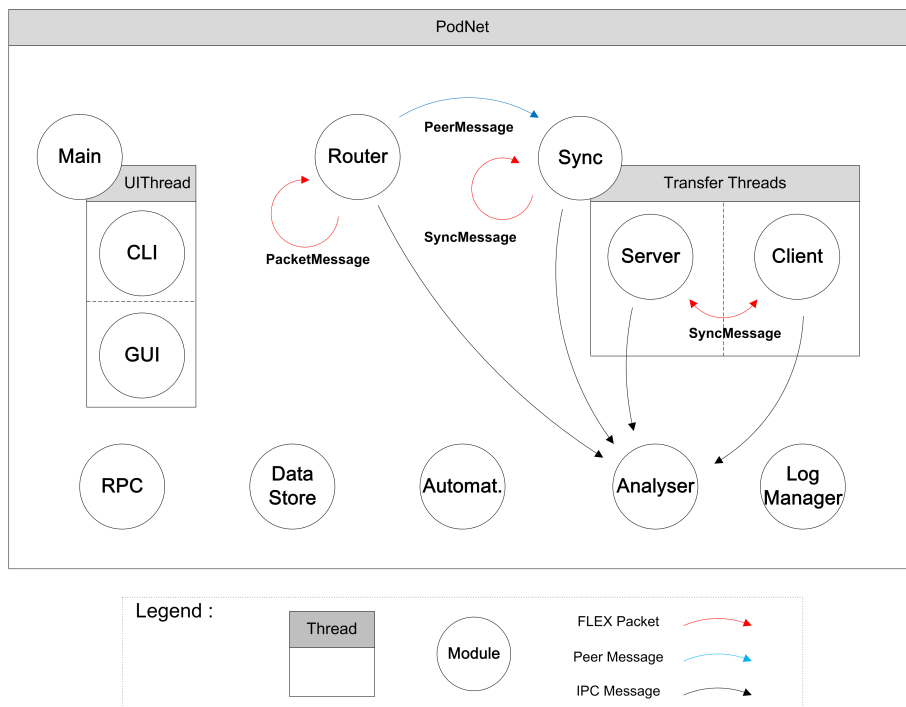 PodNet
Main
Router
PeerMessage
Sync
UIThread
Transfer Threads
PacketMessage
SyncMessage
CLI
Server
Client
SyncMessage
GUI
RPC
Data
Store
Automat.
Analyser
Log
Manager
Legend :
Thread
Module
FLEX Packet
Peer Message
IPC Message